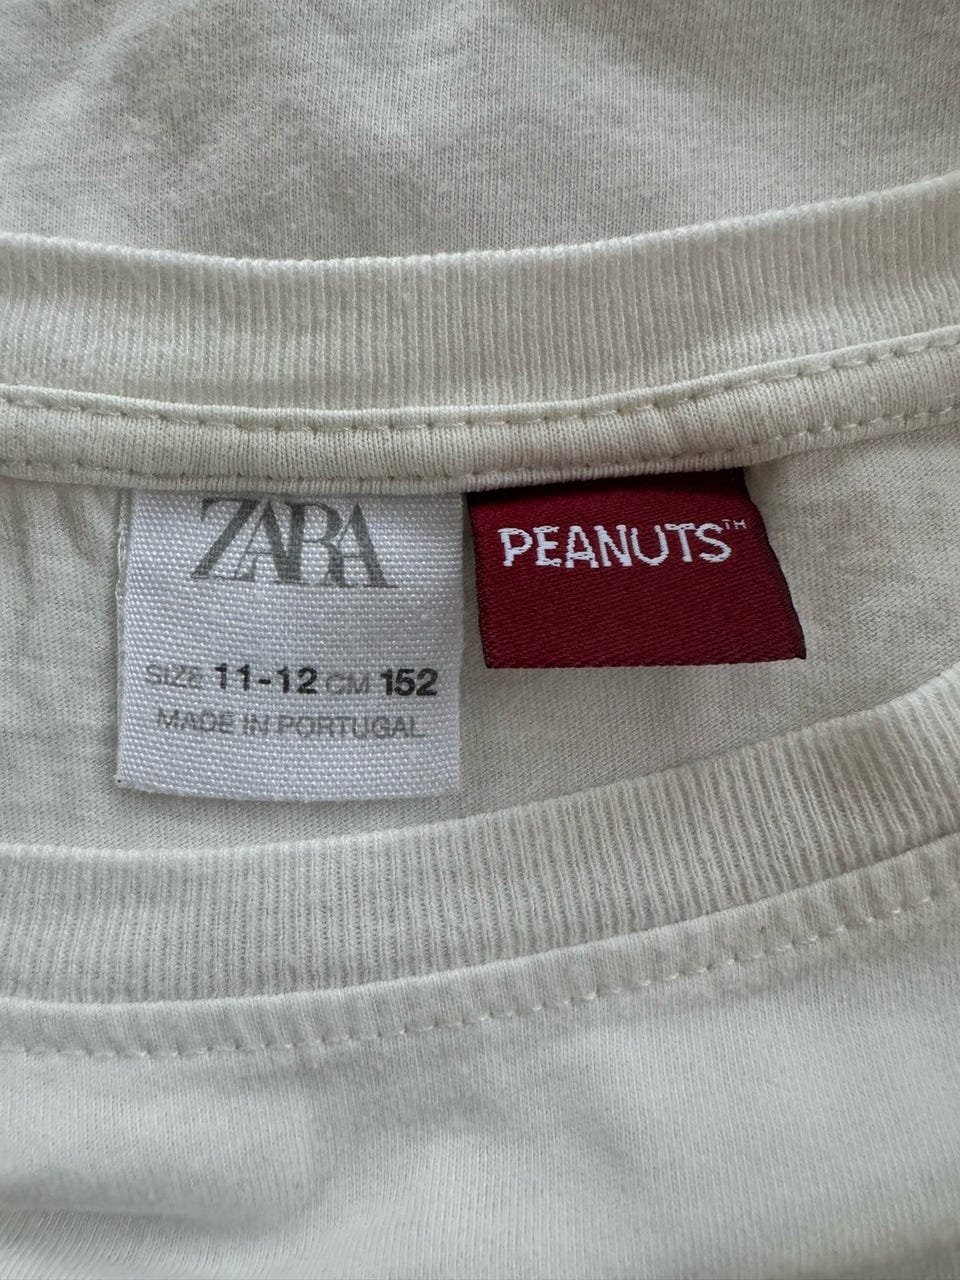 ZARA
SIZE 11-12 CM 152
MADE IN PORTUGAL
PEANUTS™